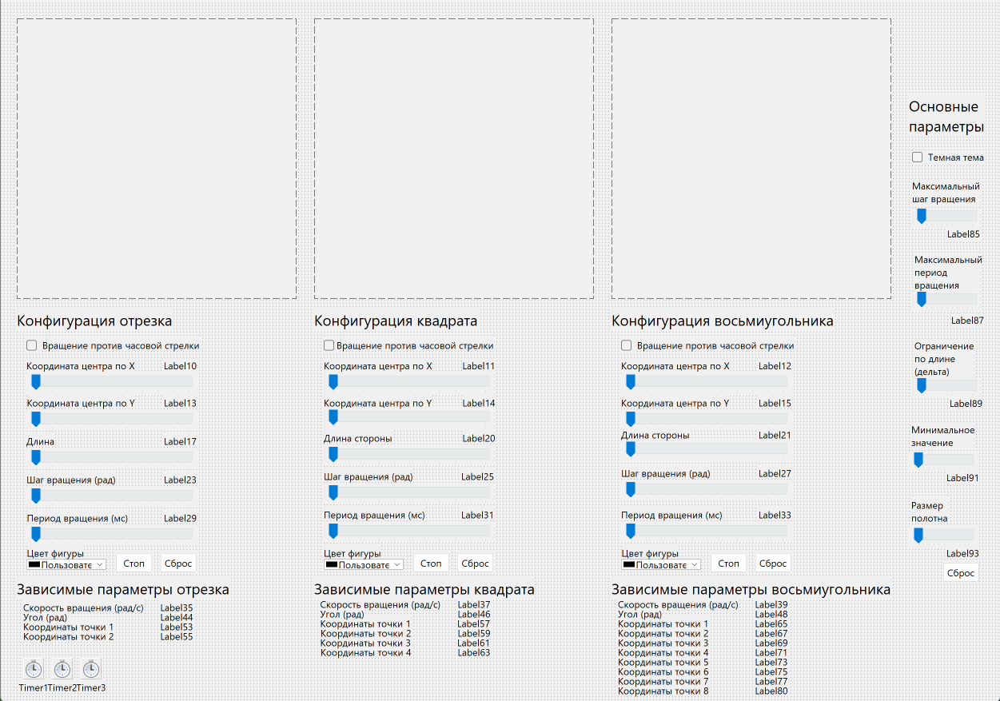 Основные
параметры
Темная тема
Максимальный
шаг вращения
Label85
Максимальный
период
вращения
Label87
Ограничение
по длине
(дельта)
Label89
Минимальное
значение
Label91
Размер
полотна
Label93
Сброс
Конфигурация отрезка
Вращение против часовой стрелки
Координата центра по X Label10
Координата центра по Y Label13
Длина Label17
Шаг вращения (рад) Label23
Период вращения (мс) Label29
Цвет фигуры
Пользовате Стоп Сброс
Зависимые параметры отрезка
Скорость вращения (рад/с) Label35
Угол (рад) Label44
Координаты точки 1 Label53
Координаты точки 2 Label55
Timer1 Timer2 Timer3
Конфигурация квадрата
Вращение против часовой стрелки
Координата центра по X Label11
Координата центра по Y Label14
Длина стороны Label20
Шаг вращения (рад) Label25
Период вращения (мс) Label31
Цвет фигуры
Пользовате Стоп Сброс
Зависимые параметры квадрата
Скорость вращения (рад/с) Label37
Угол (рад) Label46
Координаты точки 1 Label57
Координаты точки 2 Label59
Координаты точки 3 Label61
Координаты точки 4 Label63
Конфигурация восьмиугольника
Вращение против часовой стрелки
Координата центра по X Label12
Координата центра по Y Label15
Длина стороны Label21
Шаг вращения (рад) Label27
Период вращения (мс) Label33
Цвет фигуры
Пользовате Стоп Сброс
Зависимые параметры восьмиугольника
Скорость вращения (рад/с) Label39
Угол (рад) Label48
Координаты точки 1 Label65
Координаты точки 2 Label67
Координаты точки 3 Label69
Координаты точки 4 Label71
Координаты точки 5 Label73
Координаты точки 6 Label75
Координаты точки 7 Label77
Координаты точки 8 Label80